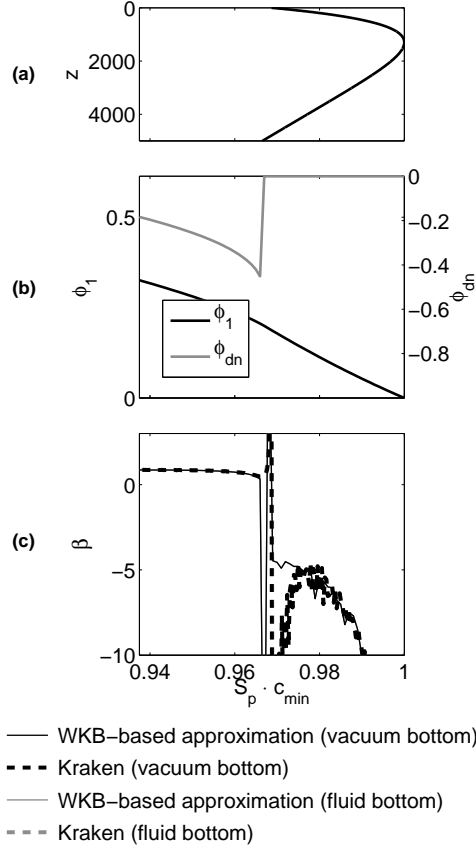 (a)
z
0
2000
4000
(b)
ϕ1
0.5
0
ϕdn
0
−0.2
−0.4
−0.6
−0.8
ϕ1
ϕdn
(c)
β
0
−5
−10
0.94 0.96 0.98 1
Sp · cmin
WKB−based approximation (vacuum bottom)
Kraken (vacuum bottom)
WKB−based approximation (fluid bottom)
Kraken (fluid bottom)